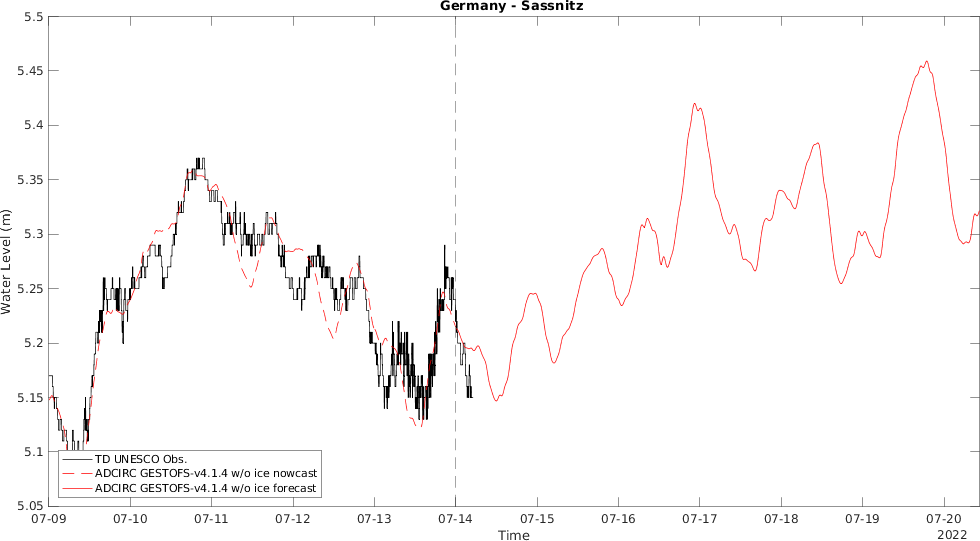 Germany - Sassnitz
5.5
5.45
5.4
5.35
5.3
5.25
5.2
5.15
5.1
5.05
Water Level (m)
TD UNESCO Obs.
ADCIRC GESTOFS-v4.1.4 w/o ice nowcast
ADCIRC GESTOFS-v4.1.4 w/o ice forecast
07-09 07-10 07-11 07-12 07-13 07-14 07-15 07-16 07-17 07-18 07-19 07-20
Time
2022